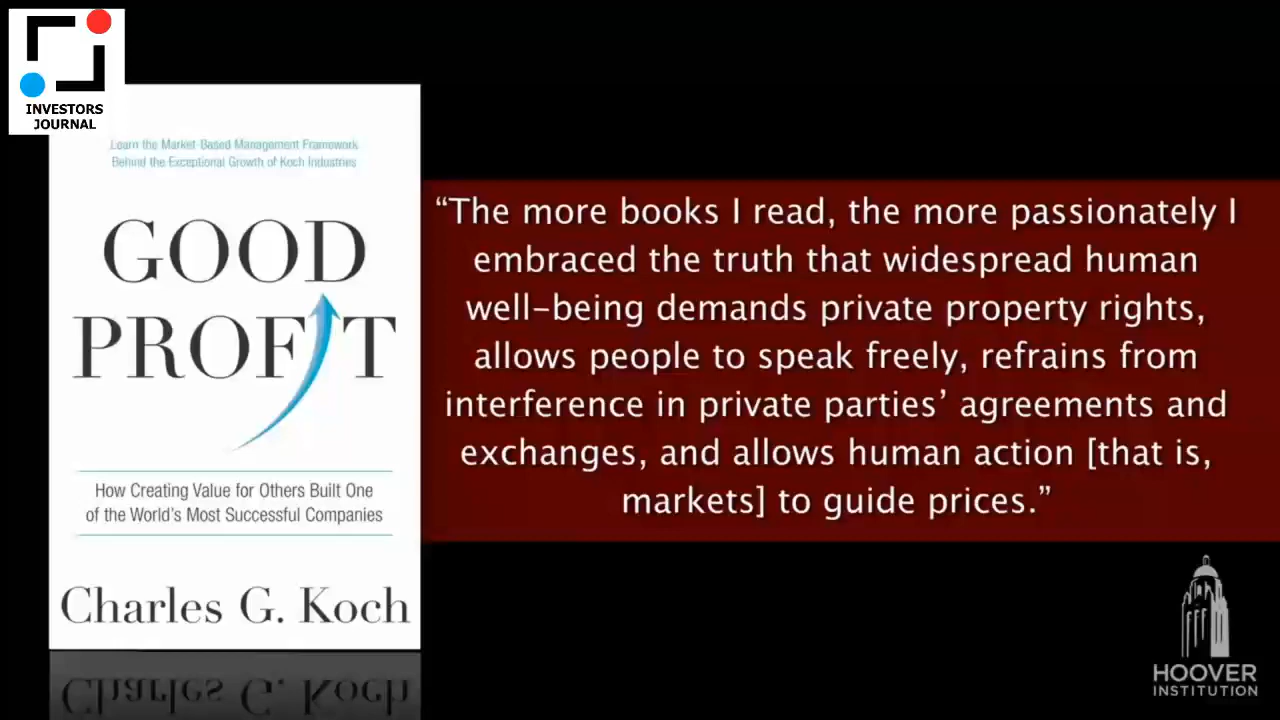 INVESTORS
JOURNAL
Learn the Market-Based Management Framework
Behind the Exceptional Growth of Koch Industries
GOOD
PROFIT
How Creating Value for Others Built One
of the World's Most Successful Companies
Charles G. Koch
“The more books I read, the more passionately I
embraced the truth that widespread human
well–being demands private property rights,
allows people to speak freely, refrains from
interference in private parties’ agreements and
exchanges, and allows human action [that is,
markets] to guide prices.”
HOOVER
INSTITUTION
Charles G. Koch